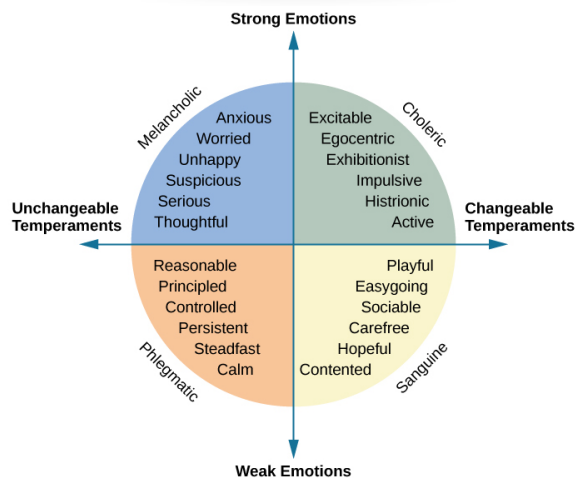 Strong Emotions
Melancholic
Choleric
Anxious
Worried
Unhappy
Suspicious
Serious
Thoughtful
Excitable
Egocentric
Exhibitionist
Impulsive
Histrionic
Active
Unchangeable
Temperaments
Changeable
Temperaments
Reasonable
Principled
Controlled
Persistent
Steadfast
Calm
Playful
Easygoing
Sociable
Carefree
Hopeful
Contented
Phlegmatic
Sanguine
Weak Emotions